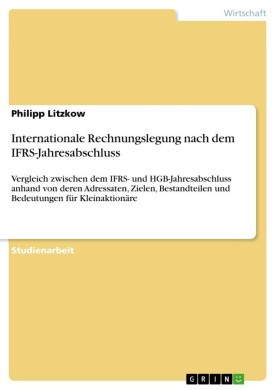 Wirtschaft
Philipp Litzkow
Internationale Rechnungslegung nach dem
IFRS-Jahresabschluss
Vergleich zwischen dem IFRS- und HGB-Jahresabschluss
anhand von deren Adressaten, Zielen, Bestandteilen und
Bedeutungen für Kleinaktionäre
Studienarbeit
GRIN